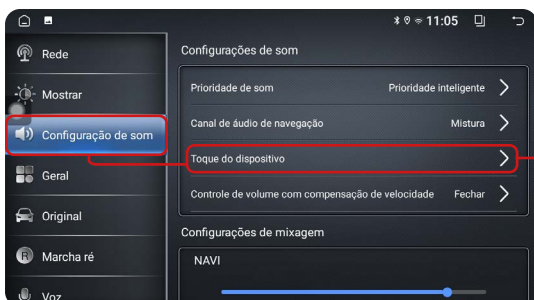 11:05
Rede
Mostrar
Configuração de som
Geral
Original
R Marcha ré
Voz
Configurações de som
Prioridade de som Prioridade inteligente
Canal de áudio de navegação Mistura
Toque do dispositivo
Controle de volume com compensação de velocidade Fechar
Configurações de mixagem
NAVI